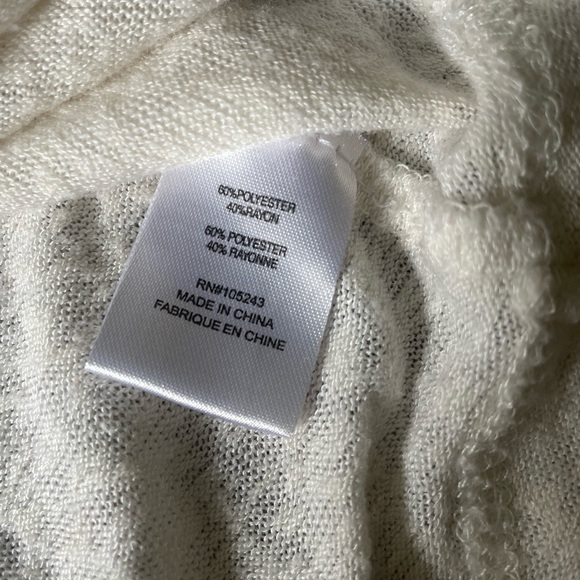 60%POLYESTER
40%RAYON
60% POLYESTER
40% RAYONNE
RN#105243
MADE IN CHINA
FABRIQUE EN CHINE